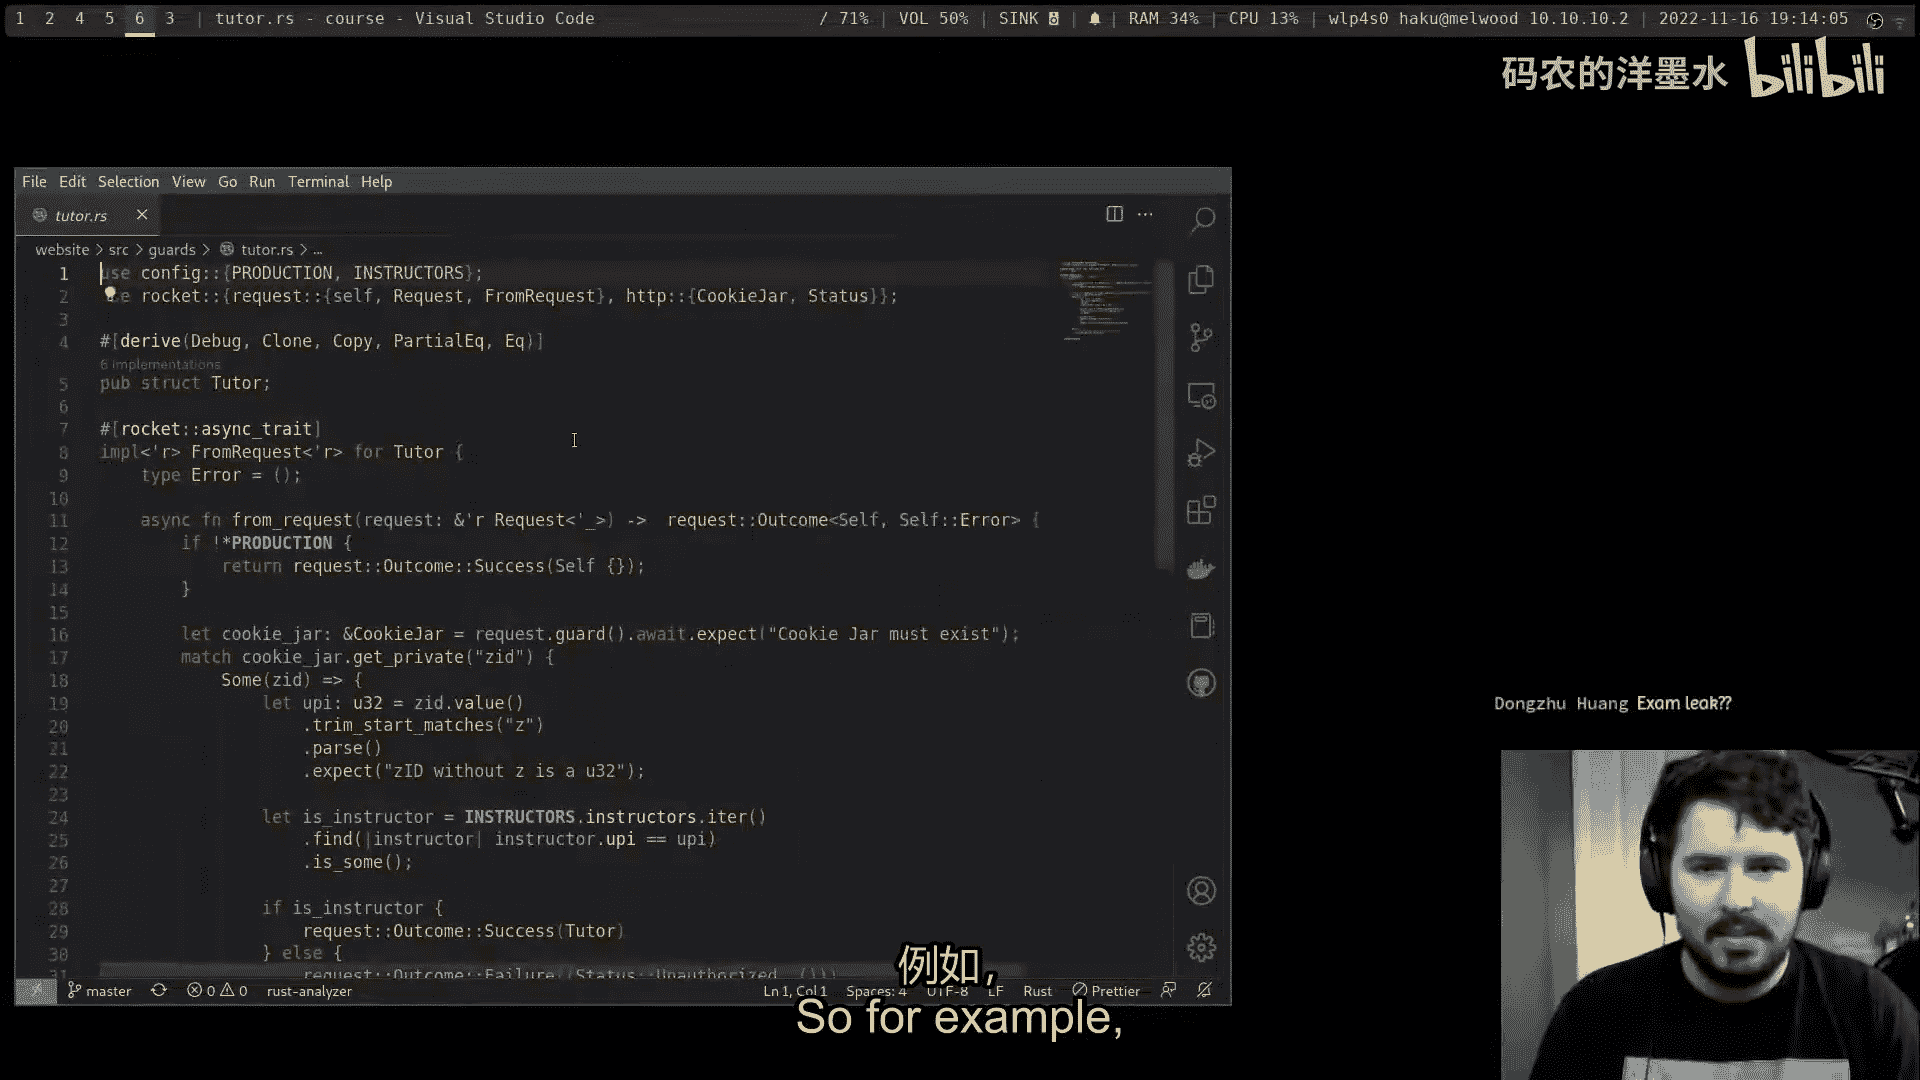 1 2 4 5 6 3 | tutor.rs - course - Visual Studio Code
/ 71% | VOL 50% | SINK | RAM 34% | CPU 13% | wlp4s0 haku@melwood 10.10.10.2 | 2022-11-16 19:14:05
码农的洋墨水 bilibili
File Edit Selection View Go Run Terminal Help
tutor.rs
website > src > guards > tutor.rs > ...
1 use config::{PRODUCTION, INSTRUCTORS};
2 use rocket::{request::{self, Request, FromRequest}, http::{CookieJar, Status}};
3
4 #[derive(Debug, Clone, Copy, PartialEq, Eq)]
6 implementations
5 pub struct Tutor;
6
7 #[rocket::async_trait]
8 impl<'r> FromRequest<'r> for Tutor {
9 type Error = ();
10
11 async fn from_request(request: &'r Request<'_>) -> request::Outcome<Self, Self::Error> {
12 if !*PRODUCTION {
13 return request::Outcome::Success(Self {});
14 }
15
16 let cookie_jar: &CookieJar = request.guard().await.expect("Cookie Jar must exist");
17 match cookie_jar.get_private("zid") {
18 Some(zid) => {
19 let upi: u32 = zid.value()
20 .trim_start_matches("z")
21 .parse()
22 .expect("zID without z is a u32");
23
24 let is_instructor = INSTRUCTORS.instructors.iter()
25 .find(|instructor| instructor.upi == upi)
26 .is_some();
27
28 if is_instructor {
29 request::Outcome::Success(Tutor)
30 } else {
31 request::Outcome::Failure((Status::Unauthorized, ()))
Dongzhu Huang Exam leak??
master 0 0 rust-analyzer Ln 1, Col 1 Spaces: 4 UTF-8 LF Rust Prettier
例如,
So for example,